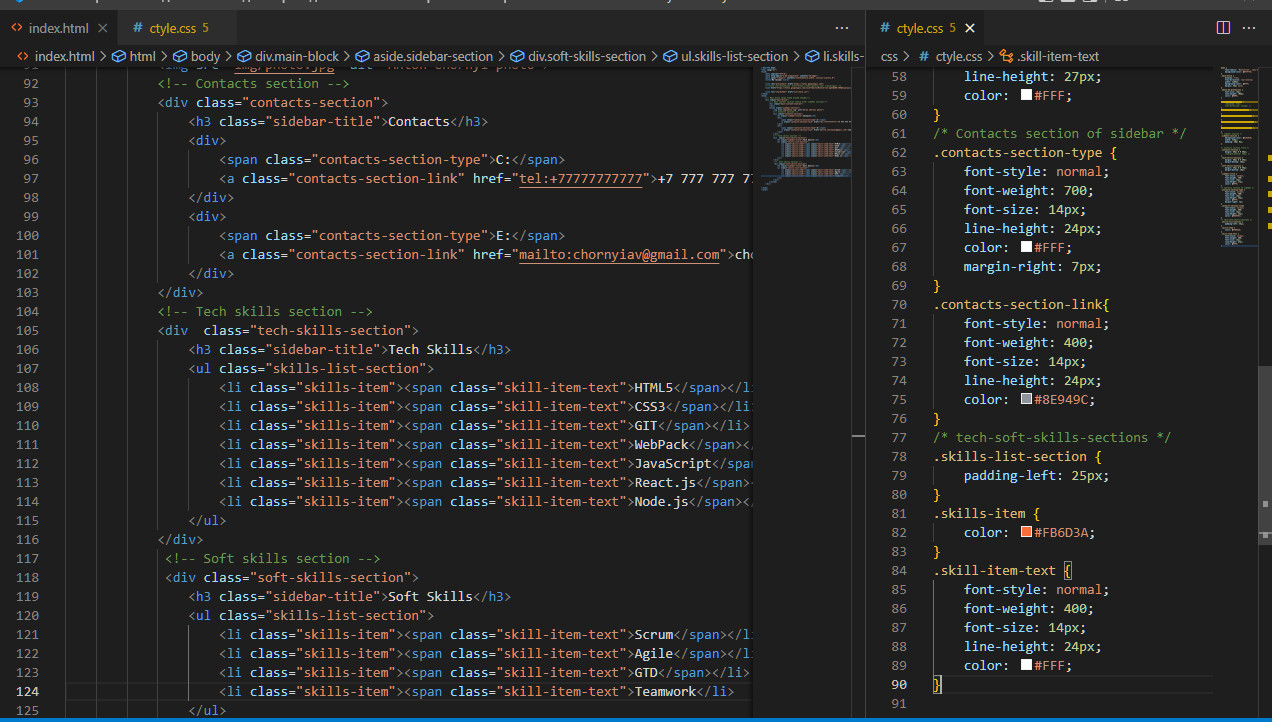 index.html
# ctyle.css 5
index.html > html > body > div.main-block > aside.sidebar-section > div.soft-skills-section > ul.skills-list-section > li.skills-
92 <!-- Contacts section -->
93 <div class="contacts-section">
94 <h3 class="sidebar-title">Contacts</h3>
95 <div>
96 <span class="contacts-section-type">C:</span>
97 <a class="contacts-section-link" href="tel:+77777777777">+7 777 777 7
98 </div>
99 <div>
100 <span class="contacts-section-type">E:</span>
101 <a class="contacts-section-link" href="mailto:chornyiav@gmail.com">cho
102 </div>
103 </div>
104 <!-- Tech skills section -->
105 <div  class="tech-skills-section">
106 <h3 class="sidebar-title">Tech Skills</h3>
107 <ul class="skills-list-section">
108 <li class="skills-item"><span class="skill-item-text">HTML5</span></li
109 <li class="skills-item"><span class="skill-item-text">CSS3</span></li
110 <li class="skills-item"><span class="skill-item-text">GIT</span></li>
111 <li class="skills-item"><span class="skill-item-text">WebPack</span><
112 <li class="skills-item"><span class="skill-item-text">JavaScript</span
113 <li class="skills-item"><span class="skill-item-text">React.js</span>
114 <li class="skills-item"><span class="skill-item-text">Node.js</span><
115 </ul>
116 </div>
117 <!-- Soft skills section -->
118 <div class="soft-skills-section">
119 <h3 class="sidebar-title">Soft Skills</h3>
120 <ul class="skills-list-section">
121 <li class="skills-item"><span class="skill-item-text">Scrum</span></li
122 <li class="skills-item"><span class="skill-item-text">Agile</span></li
123 <li class="skills-item"><span class="skill-item-text">GTD</span></li>
124 <li class="skills-item"><span class="skill-item-text">Teamwork</li>
125 </ul>
# ctyle.css 5
css > # ctyle.css > .skill-item-text
58 line-height: 27px;
59 color: #FFF;
60 }
61 /* Contacts section of sidebar */
62 .contacts-section-type {
63 font-style: normal;
64 font-weight: 700;
65 font-size: 14px;
66 line-height: 24px;
67 color: #FFF;
68 margin-right: 7px;
69 }
70 .contacts-section-link{
71 font-style: normal;
72 font-weight: 400;
73 font-size: 14px;
74 line-height: 24px;
75 color: #8E949C;
76 }
77 /* tech-soft-skills-sections */
78 .skills-list-section {
79 padding-left: 25px;
80 }
81 .skills-item {
82 color: #FB6D3A;
83 }
84 .skill-item-text {
85 font-style: normal;
86 font-weight: 400;
87 font-size: 14px;
88 line-height: 24px;
89 color: #FFF;
90 }
91